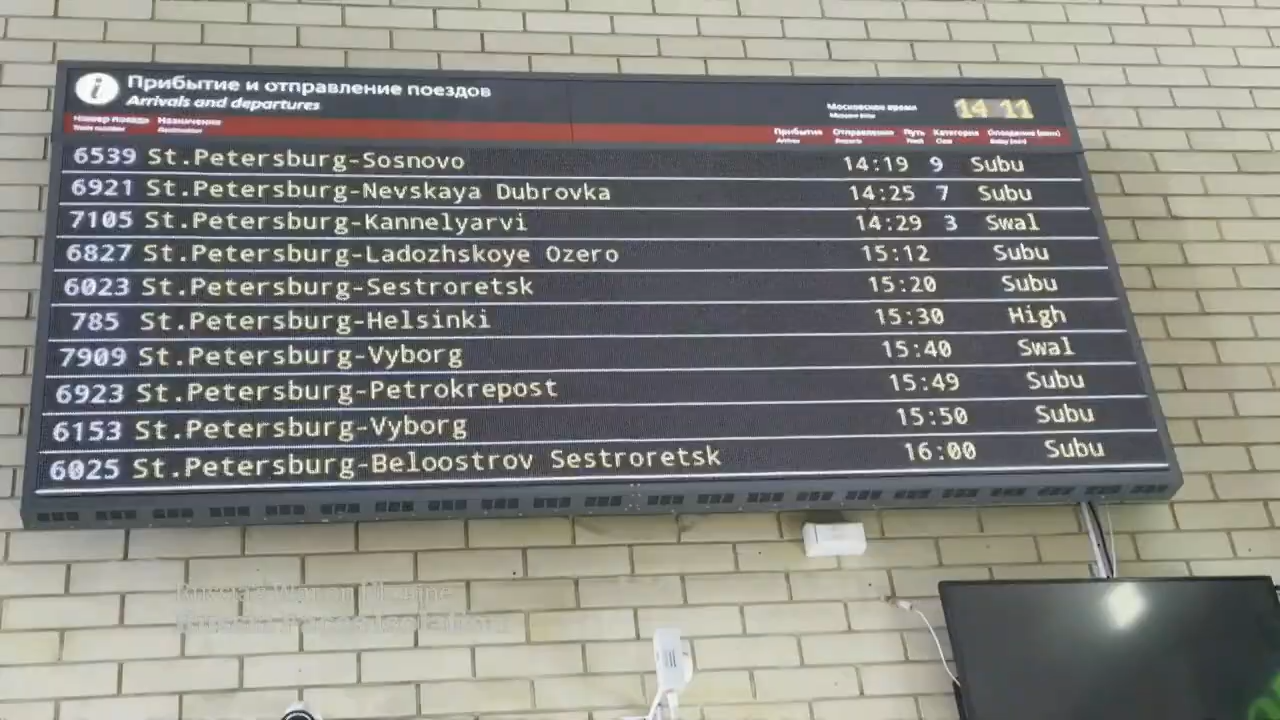 Прибытие и отправление поездов
Arrivals and departures
Московское время 14 11
Moscow time
Номер поезда Назначение Прибытие Отправление Путь Категория Опоздание (мин)
Train number Destination Arrive Departs Track Class Delay (min)
6539 St.Petersburg-Sosnovo 14:19 9 Subu
6921 St.Petersburg-Nevskaya Dubrovka 14:25 7 Subu
7105 St.Petersburg-Kannelyarvi 14:29 3 Swal
6827 St.Petersburg-Ladozhskoye Ozero 15:12 Subu
6023 St.Petersburg-Sestroretsk 15:20 Subu
785 St.Petersburg-Helsinki 15:30 High
7909 St.Petersburg-Vyborg 15:40 Swal
6923 St.Petersburg-Petrokrepost 15:49 Subu
6153 St.Petersburg-Vyborg 15:50 Subu
6025 St.Petersburg-Beloostrov Sestroretsk 16:00 Subu